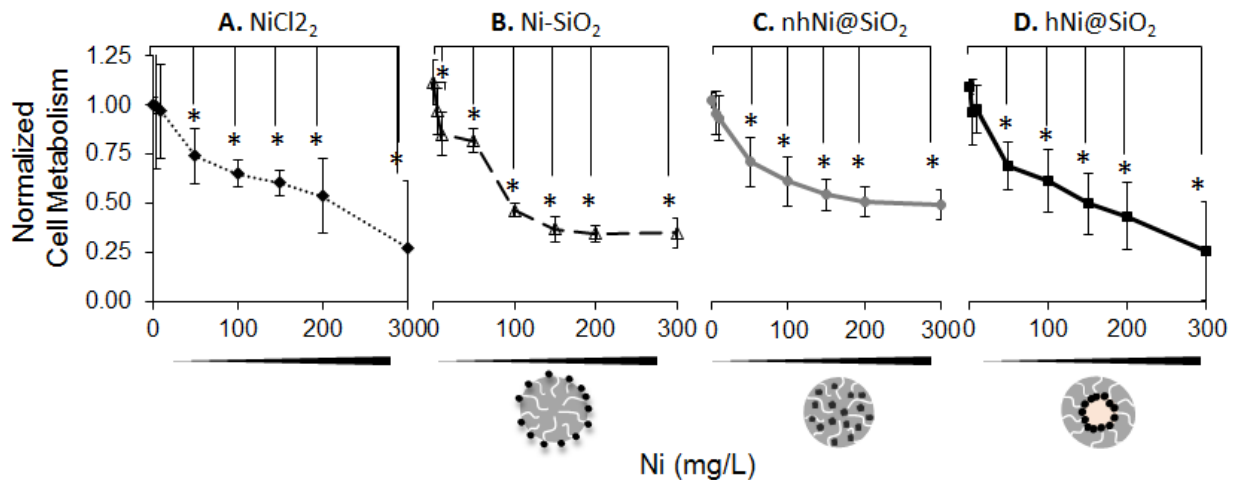 A. NiCl2₂
B. Ni-SiO₂
C. nhNi@SiO₂
D. hNi@SiO₂
Normalized
Cell Metabolism
1.25
1.00
0.75
0.50
0.25
0.00
* * * * *
* * * * * *
* * * * *
* * * * *
0 100 200 300
0 100 200 300
0 100 200 300
0 100 200 300
Ni (mg/L)